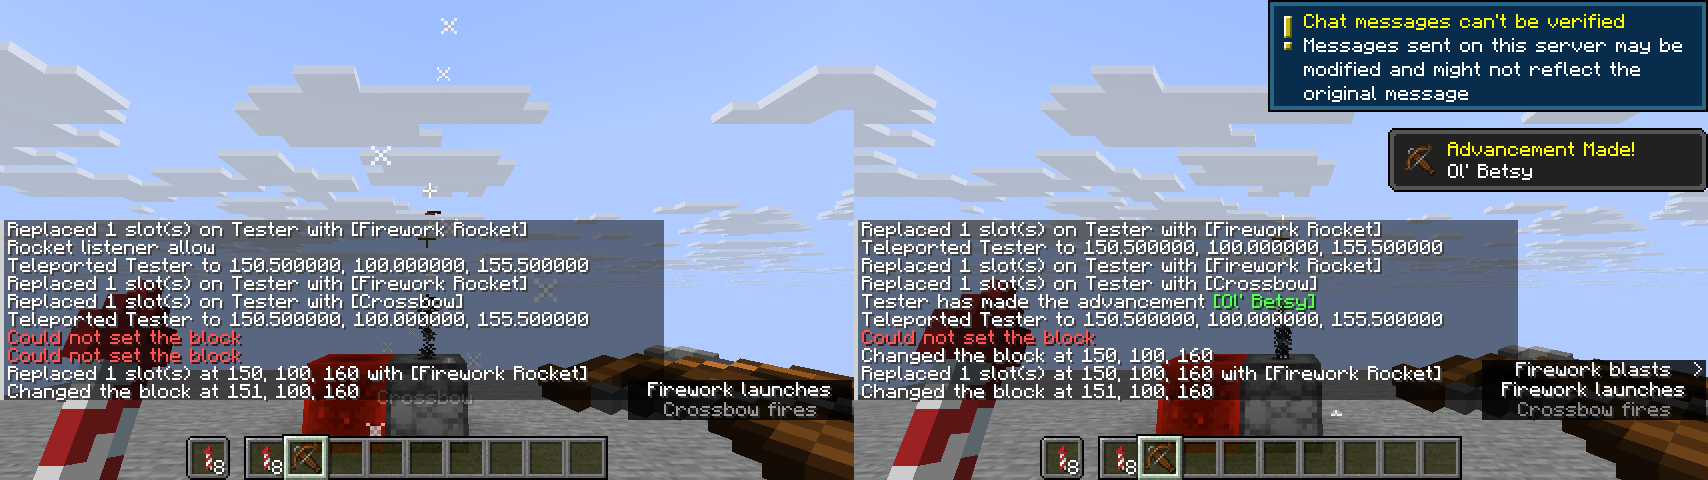 Replaced 1 slot(s) on Tester with [Firework Rocket]
Rocket listener allow
Teleported Tester to 150.500000, 100.000000, 155.500000
Replaced 1 slot(s) on Tester with [Firework Rocket]
Replaced 1 slot(s) on Tester with [Crossbow]
Teleported Tester to 150.500000, 100.000000, 155.500000
Could not set the block
Could not set the block
Replaced 1 slot(s) at 150, 100, 160 with [Firework Rocket]
Changed the block at 151, 100, 160
Crossbow
Firework launches
Crossbow fires
8
8
Chat messages can't be verified
Messages sent on this server may be
modified and might not reflect the
original message
Advancement Made!
Ol' Betsy
Replaced 1 slot(s) on Tester with [Firework Rocket]
Teleported Tester to 150.500000, 100.000000, 155.500000
Replaced 1 slot(s) on Tester with [Firework Rocket]
Replaced 1 slot(s) on Tester with [Crossbow]
Tester has made the advancement [Ol' Betsy]
Teleported Tester to 150.500000, 100.000000, 155.500000
Could not set the block
Changed the block at 150, 100, 160
Replaced 1 slot(s) at 150, 100, 160 with [Firework Rocket]
Changed the block at 151, 100, 160
Firework blasts >
Firework launches
Crossbow fires
8
8